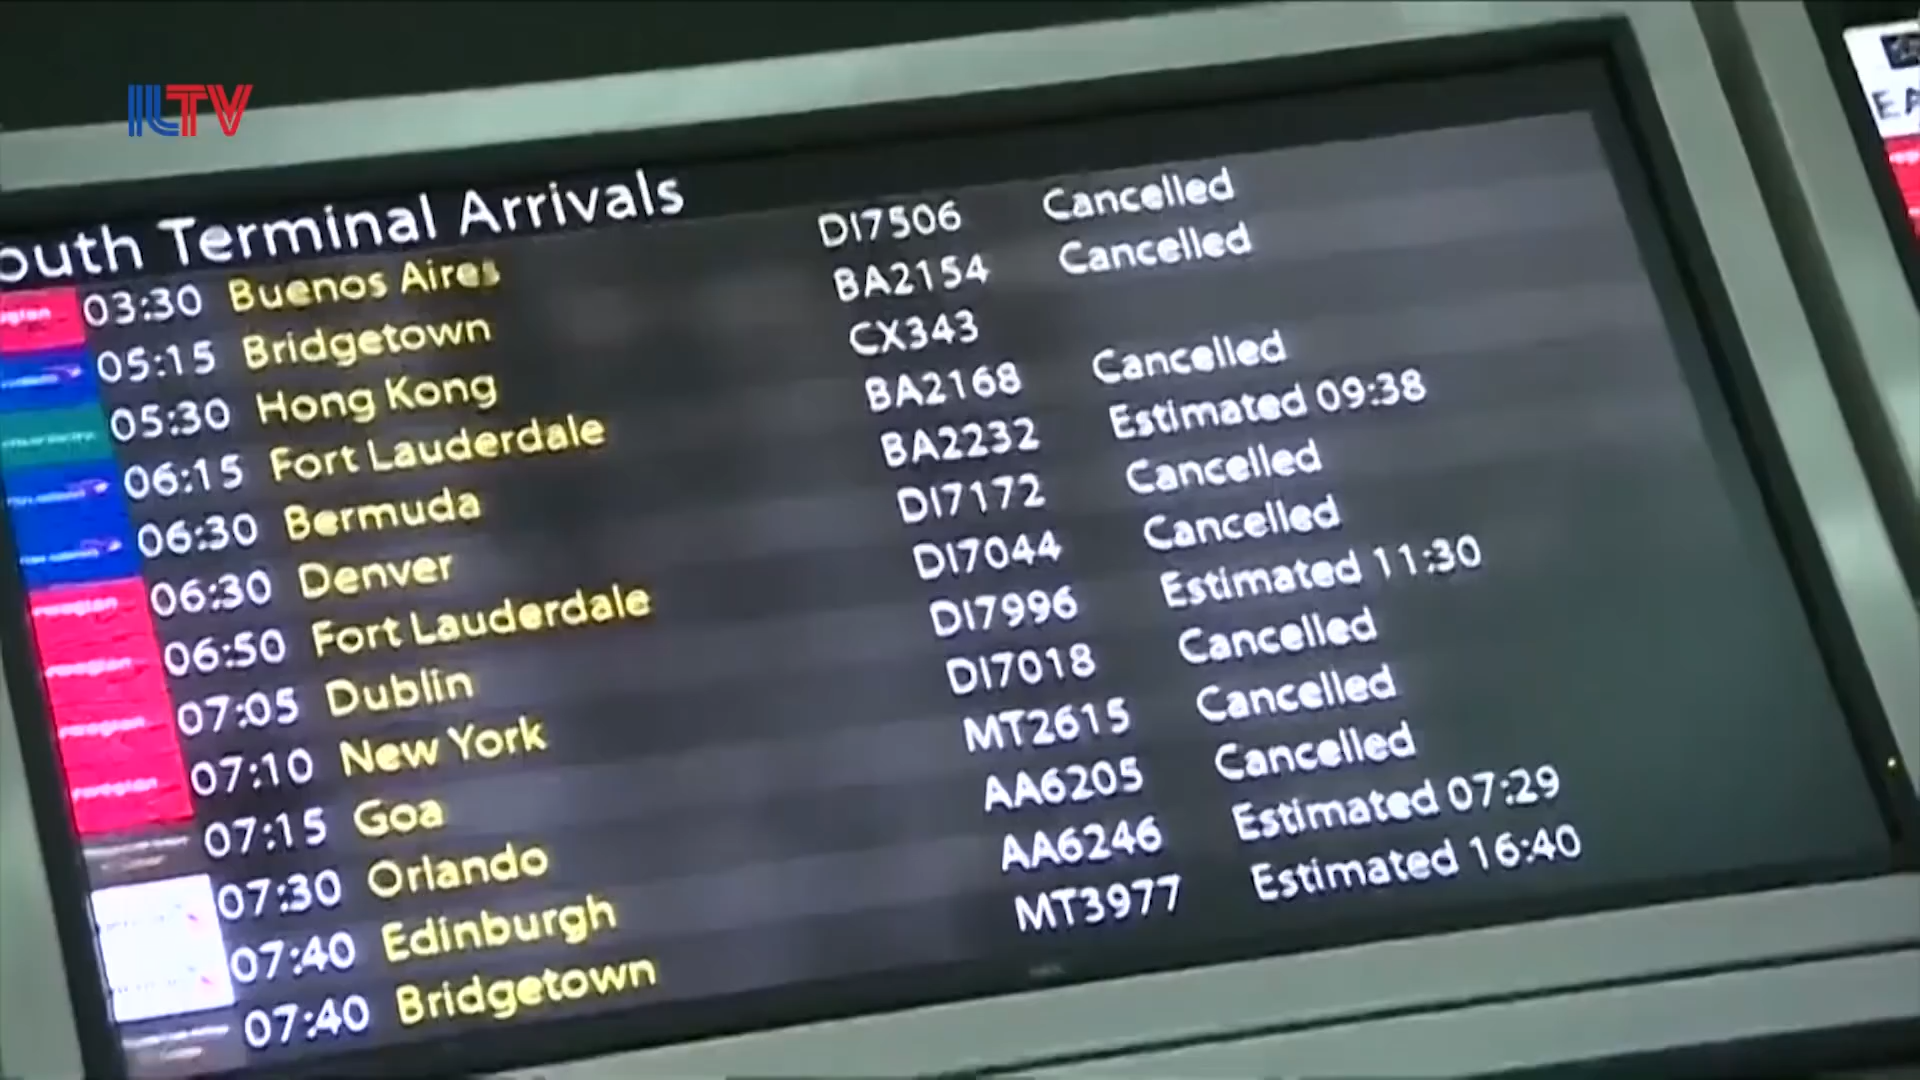 ILTV
outh Terminal Arrivals
03:30 Buenos Aires DI7506 Cancelled
05:15 Bridgetown BA2154 Cancelled
05:30 Hong Kong CX343
06:15 Fort Lauderdale BA2168 Cancelled
06:30 Bermuda BA2232 Estimated 09:38
06:30 Denver DI7172 Cancelled
06:50 Fort Lauderdale DI7044 Cancelled
07:05 Dublin DI7996 Estimated 11:30
07:10 New York DI7018 Cancelled
07:15 Goa MT2615 Cancelled
07:30 Orlando AA6205 Cancelled
07:40 Edinburgh AA6246 Estimated 07:29
07:40 Bridgetown MT3977 Estimated 16:40